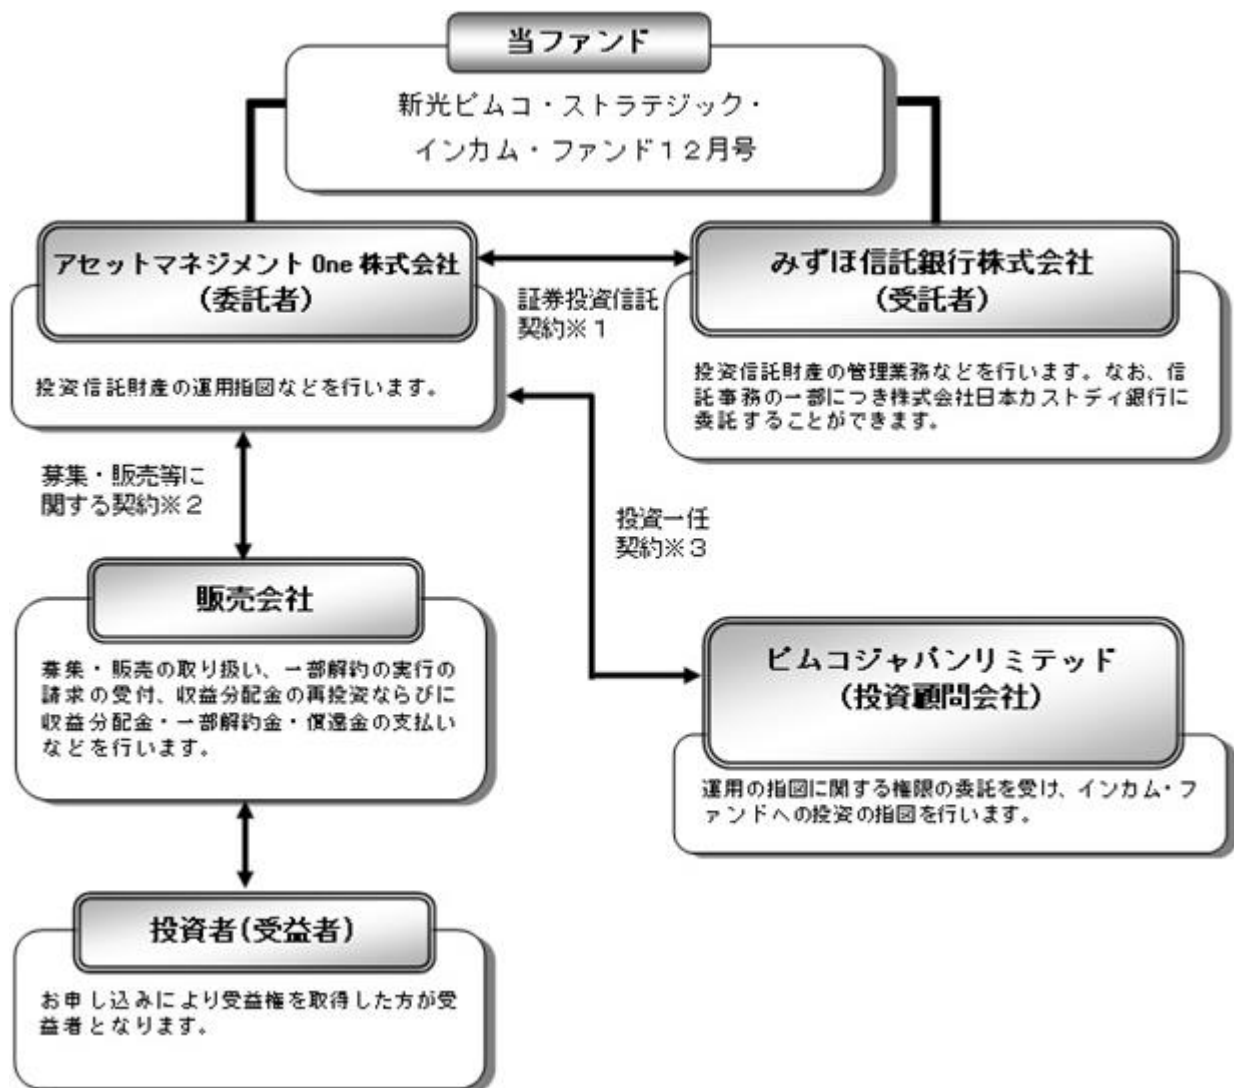 当ファンド
新光ピムコ・ストラテジック・
インカム・ファンド１２月号
アセットマネジメント One 株式会社
（委託者）
みずほ信託銀行株式会社
（受託者）
証券投資信託
契約※１
投資信託財産の運用指図などを行います。
投資信託財産の管理業務などを行います。なお、信
託事務の一部につき株式会社日本カストディ銀行に
委託することができます。
募集・販売等に
関する契約※２
投資一任
契約※３
販売会社
募集・販売の取り扱い、一部解約の実行の
請求の受付、収益分配金の再投資ならびに
収益分配金・一部解約金・償還金の支払い
などを行います。
ピムコジャパンリミテッド
（投資顧問会社）
運用の指図に関する権限の委託を受け、インカム・フ
ァンドへの投資の指図を行います。
投資者（受益者）
お申し込みにより受益権を取得した方が受
益者となります。